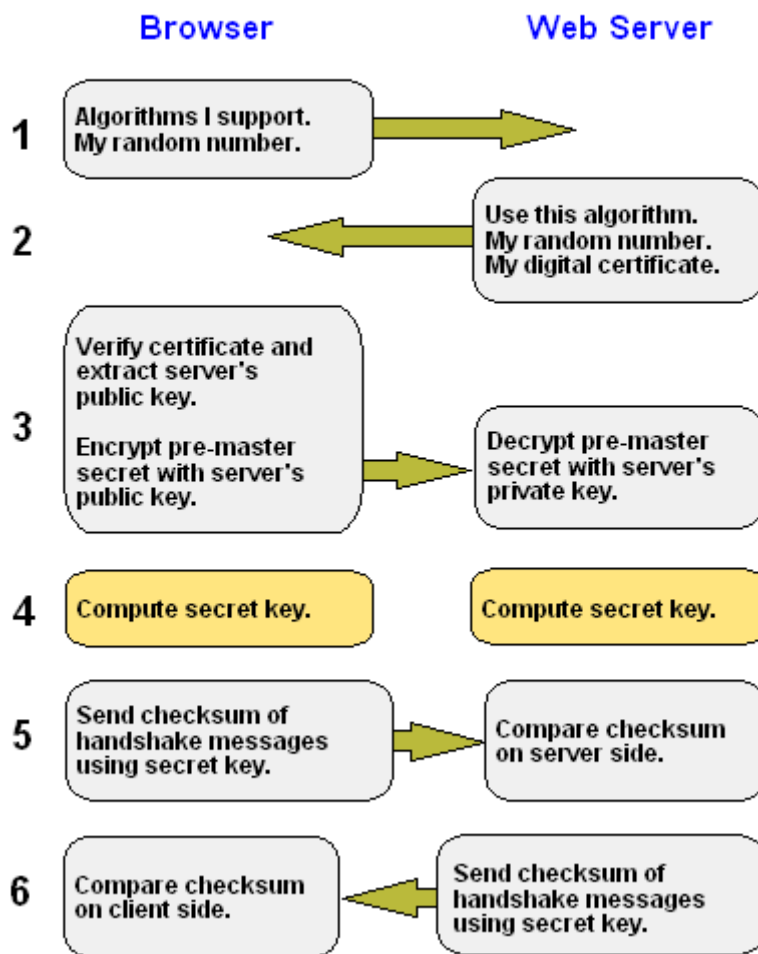 Browser
Web Server
1
Algorithms I support.
My random number.
2
Use this algorithm.
My random number.
My digital certificate.
3
Verify certificate and
extract server's
public key.
Encrypt pre-master
secret with server's
public key.
Decrypt pre-master
secret with server's
private key.
4
Compute secret key.
Compute secret key.
5
Send checksum of
handshake messages
using secret key.
Compare checksum
on server side.
6
Compare checksum
on client side.
Send checksum of
handshake messages
using secret key.